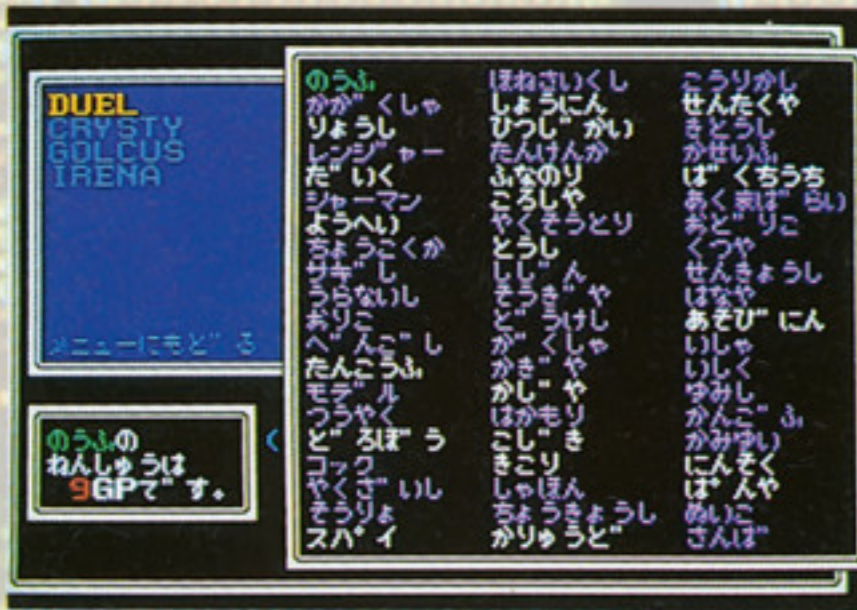 DUEL
CRYSTY
GOLCUS
IRENA
メニューにもどる
のうふの
ねんしゅうは
9GPです。
のうふ ほねさいくし こうりかし
かがくしゃ しょうにん せんたくや
りょうし ひつじかい きとうし
レンジャー たんけんか かせいふ
だいく ふなのり ばくちうち
シャーマン ころしや あくまばらい
ようへい やくそうとり おどりこ
ちょうこくか とうし くつや
サギし ししん せんきょうし
うらないし そうぎや はなや
おりこ どうけし あそびにん
べんごし がくしゃ いしゃ
たんこうふ かぎや いしく
モデル かじや ゆみし
つうやく はかもり かんごふ
どろぼう こじき かみゆい
コック きこり にんそく
やくざいし しゃほん ぱんや
そうりょ ちょうきょうし ぬいこ
スパイ かりゅうど さんば